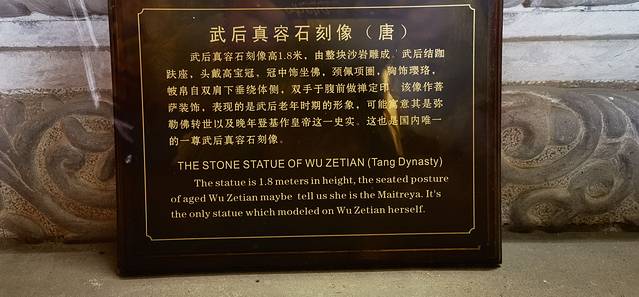 武后真容石刻像（唐）
武后真容石刻像高1.8米，由整块沙岩雕成。武后结跏
趺座，头戴高宝冠，冠中饰坐佛，颈佩项圈，胸饰璎珞，
帔帛自双肩下垂绕体侧，双手于腹前做禅定印。该像作菩
萨装饰，表现的是武后老年时期的形象，可能寓意其是弥
勒佛转世以及晚年登基作皇帝这一史实。这也是国内唯一
的一尊武后真容石刻像。
THE STONE STATUE OF WU ZETIAN (Tang Dynasty)
The statue is 1.8 meters in height, the seated posture
of aged Wu Zetian maybe tell us she is the Maitreya. It's
the only statue which modeled on Wu Zetian herself.